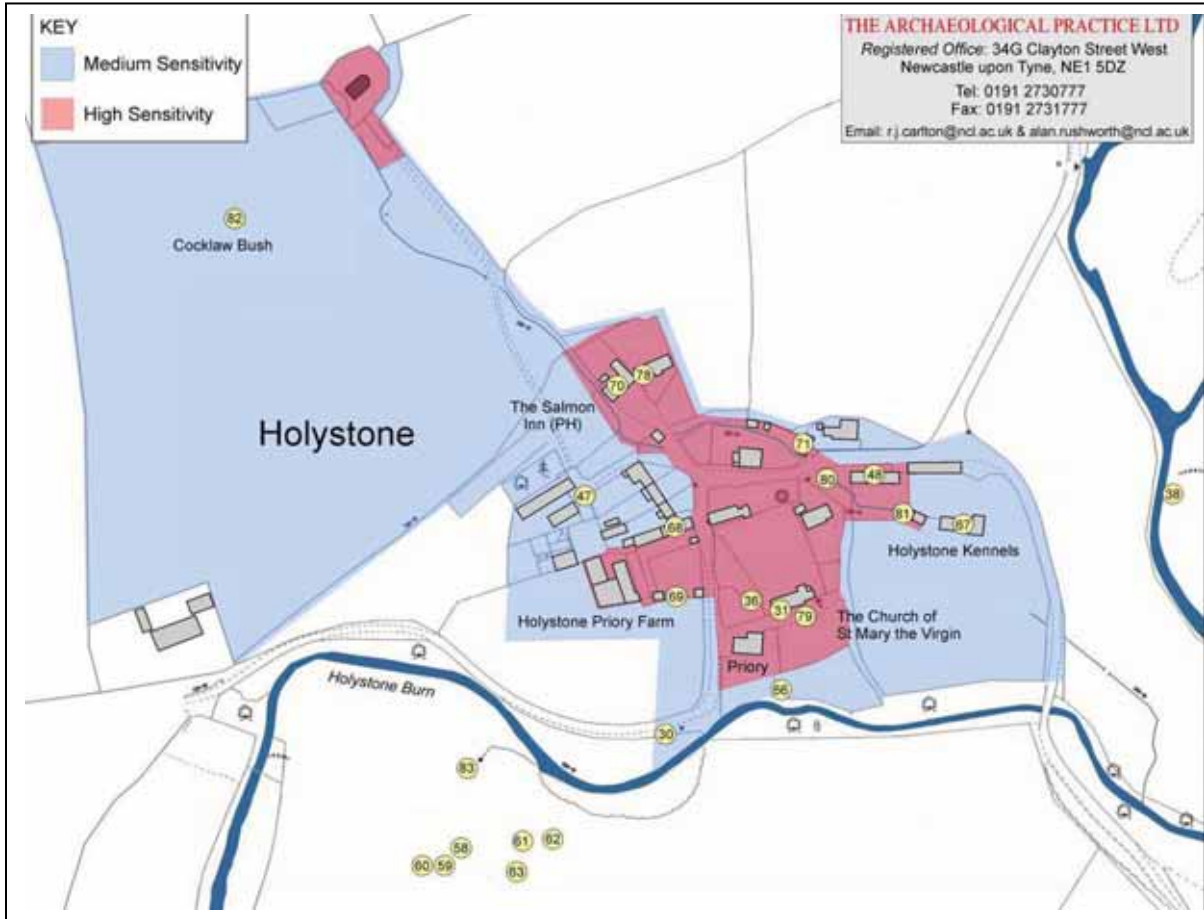 KEY
Medium Sensitivity
High Sensitivity
THE ARCHAEOLOGICAL PRACTICE LTD
Registered Office: 34G Clayton Street West
Newcastle upon Tyne, NE1 5DZ
Tel: 0191 2730777
Fax: 0191 2731777
Email: r.j.carlton@ncl.ac.uk & alan.rushworth@ncl.ac.uk
82
Cocklaw Bush
70
78
The Salmon
Inn (PH)
Holystone
71
80
48
38
47
68
81
67
Holystone Kennels
69
36
31
79
Holystone Priory Farm
The Church of
St Mary the Virgin
Priory
Holystone Burn
66
30
83
61
62
58
60
59
63